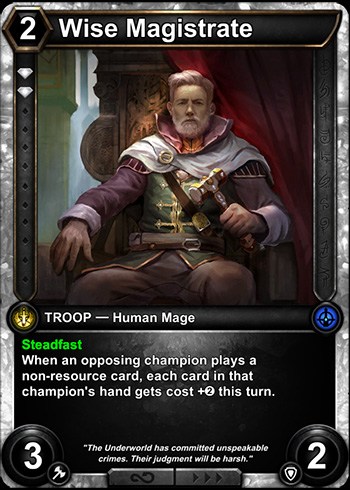 2 Wise Magistrate
TROOP — Human Mage
Steadfast
When an opposing champion plays a
non-resource card, each card in that
champion's hand gets cost +2 this turn.
"The Underworld has committed unspeakable
crimes. Their judgment will be harsh."
3 2